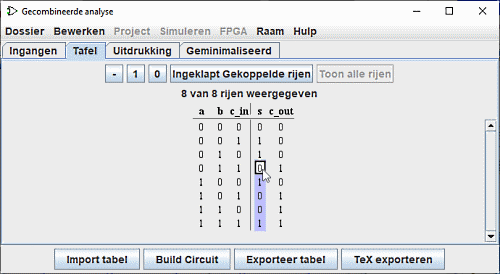 Gecombineerde analyse
Dossier Bewerken Project Simuleren FPGA Raam Hulp
Ingangen Tafel Uitdrukking Geminimaliseerd
- 1 0 Ingeklapt Gekoppelde rijen Toon alle rijen
8 van 8 rijen weergegeven
a b c_in s c_out
0 0 0 0 0
0 0 1 1 0
0 1 0 1 0
0 1 1 0 1
1 0 0 1 0
1 0 1 0 1
1 1 0 0 1
1 1 1 1 1
Import tabel Build Circuit Exporteer tabel TeX exporteren